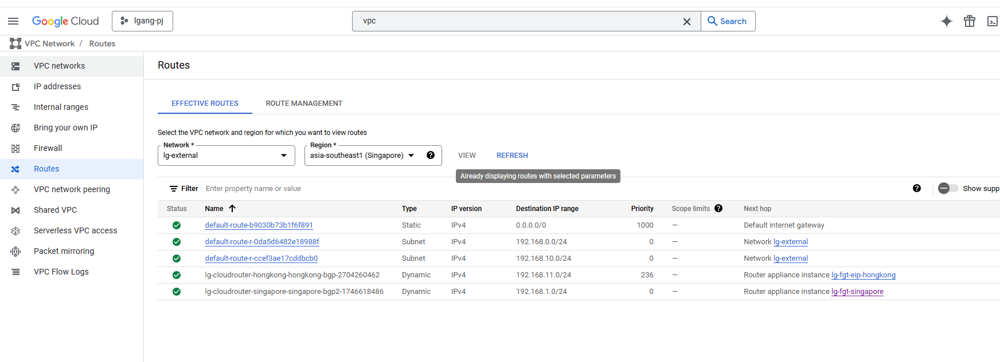 Google Cloud lgang-pj vpc Search
VPC Network / Routes
VPC networks
IP addresses
Internal ranges
Bring your own IP
Firewall
Routes
VPC network peering
Shared VPC
Serverless VPC access
Packet mirroring
VPC Flow Logs
Routes
EFFECTIVE ROUTES ROUTE MANAGEMENT
Select the VPC network and region for which you want to view routes
Network * Region *
lg-external asia-southeast1 (Singapore) VIEW REFRESH
Already displaying routes with selected parameters
Filter Enter property name or value Show supp
Status Name Type IP version Destination IP range Priority Scope limits Next hop
default-route-b9030b73b1f6f891 Static IPv4 0.0.0.0/0 1000 — Default internet gateway
default-route-r-0da5d6482e18988f Subnet IPv4 192.168.0.0/24 0 — Network lg-external
default-route-r-ccef3ae17cddbcb0 Subnet IPv4 192.168.10.0/24 0 — Network lg-external
lg-cloudrouter-hongkong-hongkong-bgp-2704260462 Dynamic IPv4 192.168.11.0/24 236 — Router appliance instance lg-fgt-eip-hongkong
lg-cloudrouter-singapore-singapore-bgp2-1746618486 Dynamic IPv4 192.168.1.0/24 0 — Router appliance instance lg-fgt-singapore